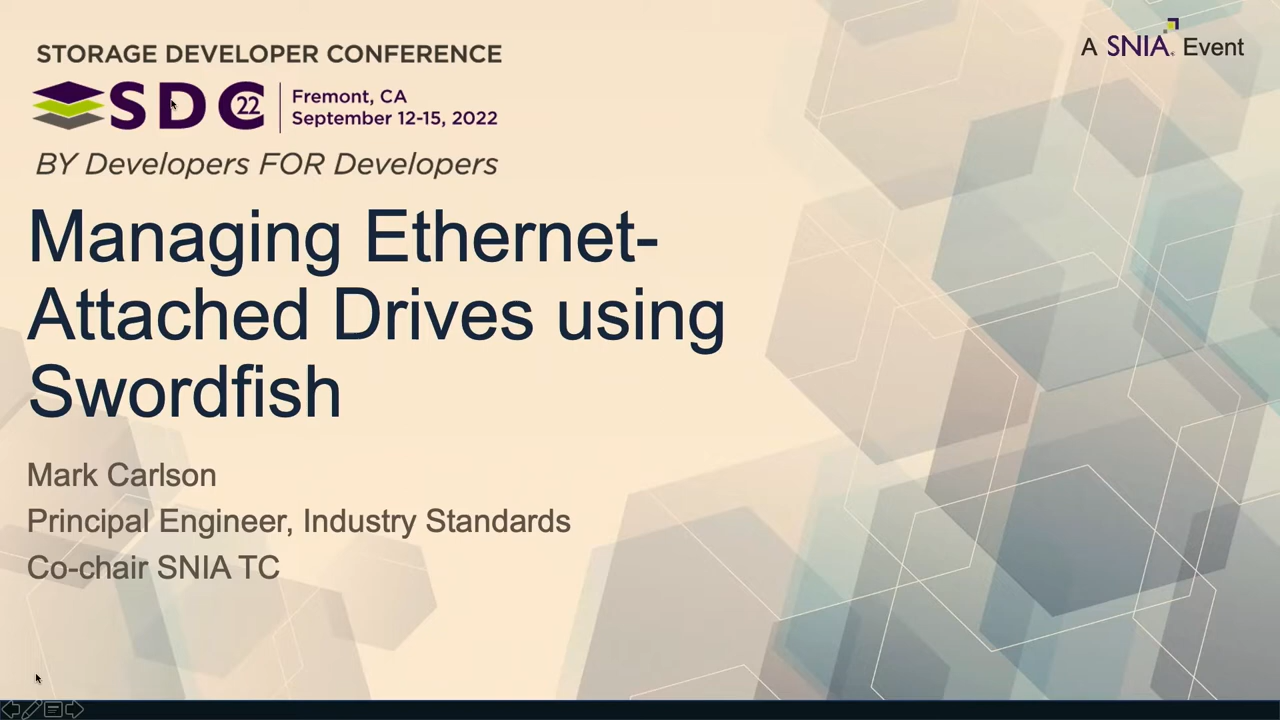 STORAGE DEVELOPER CONFERENCE
A SNIA Event
SDC 22
Fremont, CA
September 12-15, 2022
BY Developers FOR Developers
Managing Ethernet-
Attached Drives using
Swordfish
Mark Carlson
Principal Engineer, Industry Standards
Co-chair SNIA TC